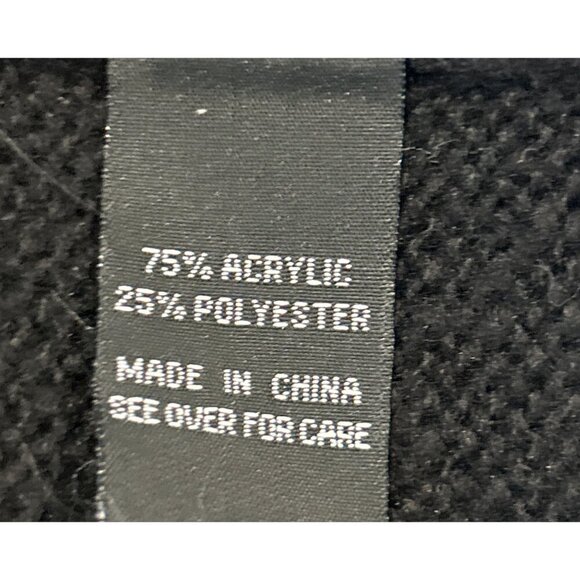 75% ACRYLIC
25% POLYESTER
MADE IN CHINA
SEE OVER FOR CARE